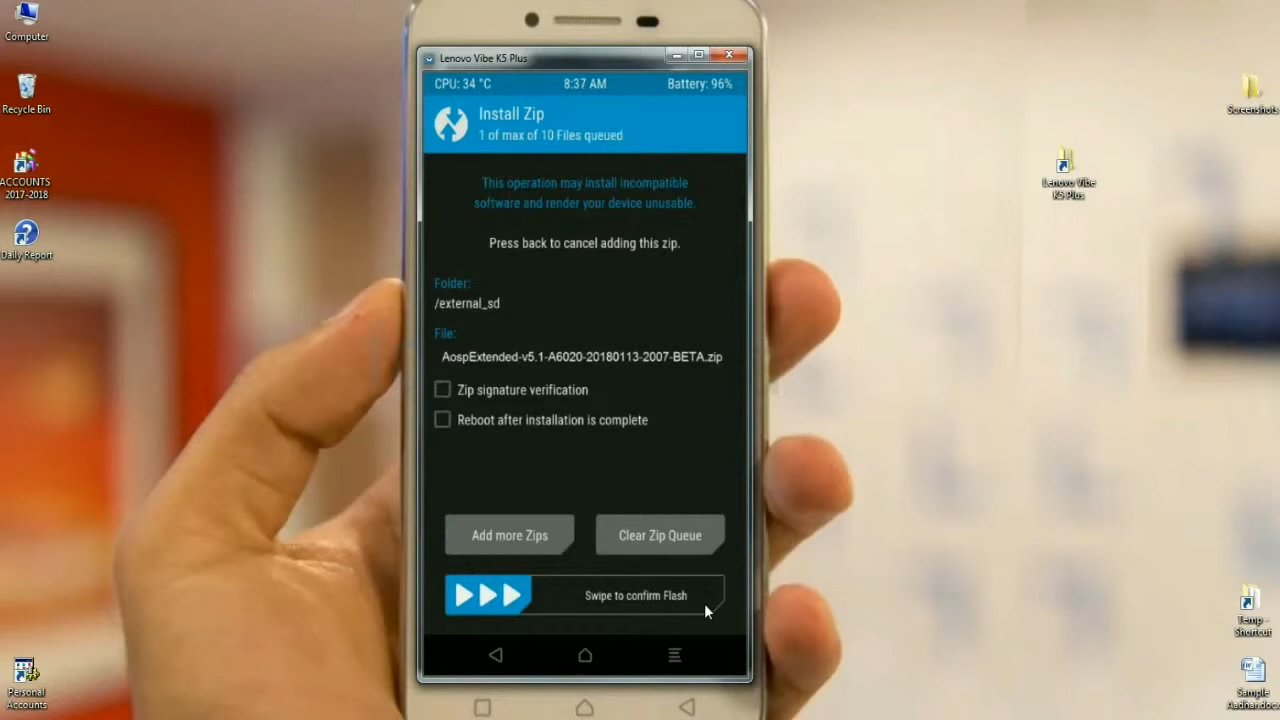 Computer
Recycle Bin
ACCOUNTS
2017-2018
Daily Report
Personal
Accounts
Lenovo Vibe K5 Plus
CPU: 34 °C
8:37 AM
Battery: 96%
Install Zip
1 of max of 10 Files queued
This operation may install incompatible
software and render your device unusable.
Press back to cancel adding this zip.
Folder:
/external_sd
File:
AospExtended-v5.1-A6020-20180113-2007-BETA.zip
Zip signature verification
Reboot after installation is complete
Add more Zips
Clear Zip Queue
Swipe to confirm Flash
Screenshots
Lenovo Vibe
K5 Plus
Temp -
Shortcut
Sample
Aadhar.docx